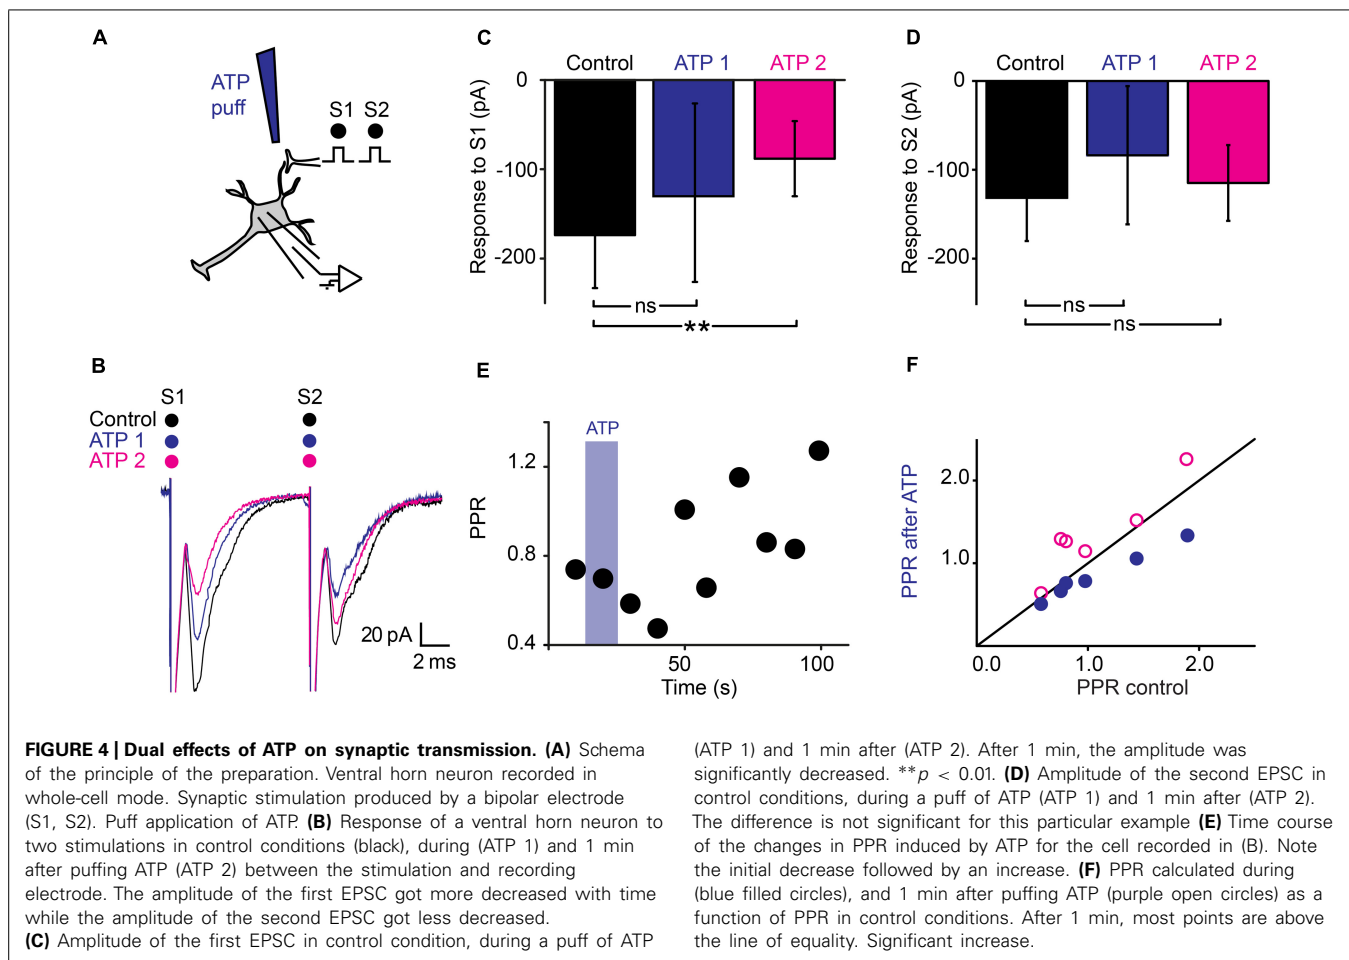 A
ATP
puff
S1 S2
C
Control ATP 1 ATP 2
0
-100
-200
Response to S1 (pA)
ns
**
D
Control ATP 1 ATP 2
0
-100
-200
Response to S2 (pA)
ns
ns
B
S1 S2
Control
ATP 1
ATP 2
20 pA
2 ms
E
ATP
1.2
0.8
0.4
PPR
50 100
Time (s)
F
2.0
1.0
PPR after ATP
0.0 1.0 2.0
PPR control
FIGURE 4 | Dual effects of ATP on synaptic transmission. (A) Schema
of the principle of the preparation. Ventral horn neuron recorded in
whole-cell mode. Synaptic stimulation produced by a bipolar electrode
(S1, S2). Puff application of ATP. (B) Response of a ventral horn neuron to
two stimulations in control conditions (black), during (ATP 1) and 1 min
after puffing ATP (ATP 2) between the stimulation and recording
electrode. The amplitude of the first EPSC got more decreased with time
while the amplitude of the second EPSC got less decreased.
(C) Amplitude of the first EPSC in control condition, during a puff of ATP
(ATP 1) and 1 min after (ATP 2). After 1 min, the amplitude was
significantly decreased. **p < 0.01. (D) Amplitude of the second EPSC in
control conditions, during a puff of ATP (ATP 1) and 1 min after (ATP 2).
The difference is not significant for this particular example (E) Time course
of the changes in PPR induced by ATP for the cell recorded in (B). Note
the initial decrease followed by an increase. (F) PPR calculated during
(blue filled circles), and 1 min after puffing ATP (purple open circles) as a
function of PPR in control conditions. After 1 min, most points are above
the line of equality. Significant increase.